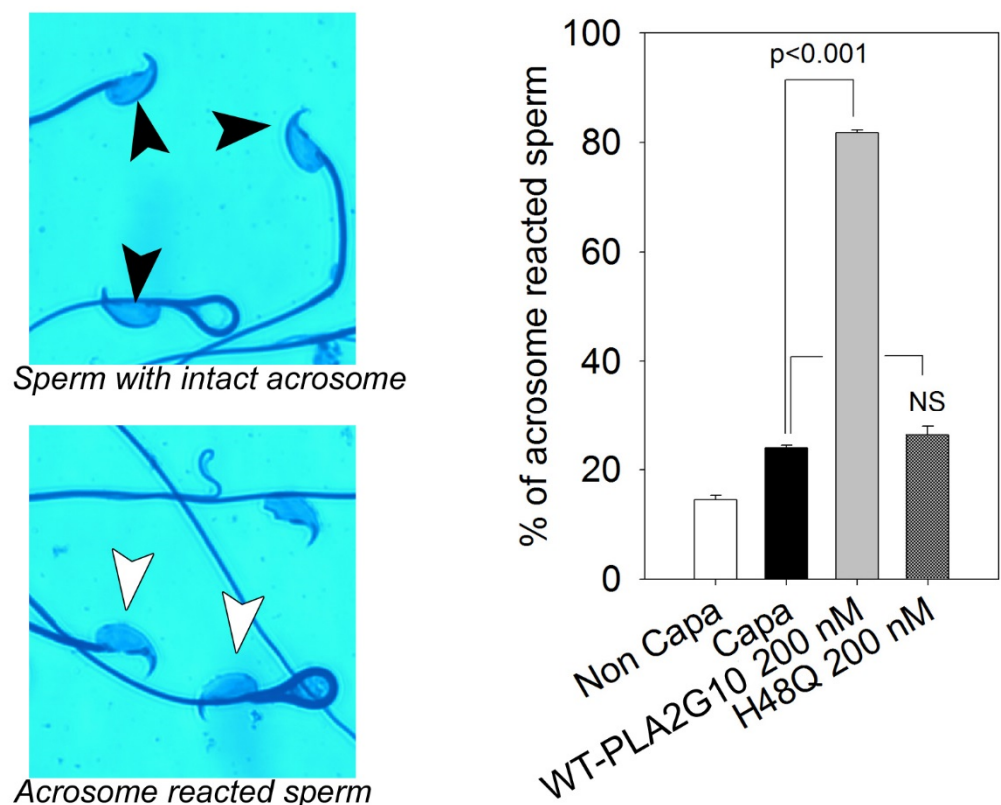 Sperm with intact acrosome
Acrosome reacted sperm
% of acrosome reacted sperm
100
80
60
40
20
0
p<0.001
NS
Non Capa
Capa
WT-PLA2G10 200 nM
H48Q 200 nM